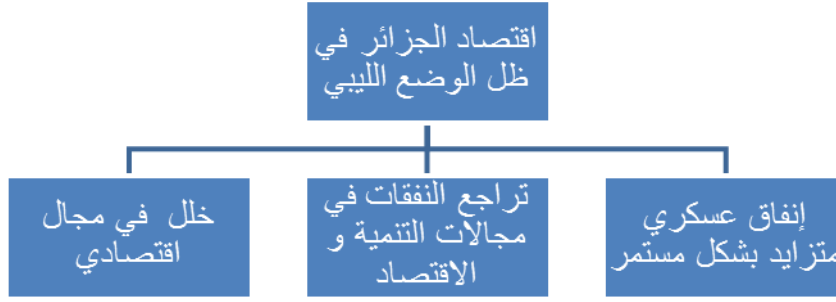 اقتصاد الجزائر في
ظل الوضع الليبي
إنفاق عسكري
متزايد بشكل مستمر
تراجع النفقات في
مجالات التنمية و
الاقتصاد
خلل في مجال
اقتصادي